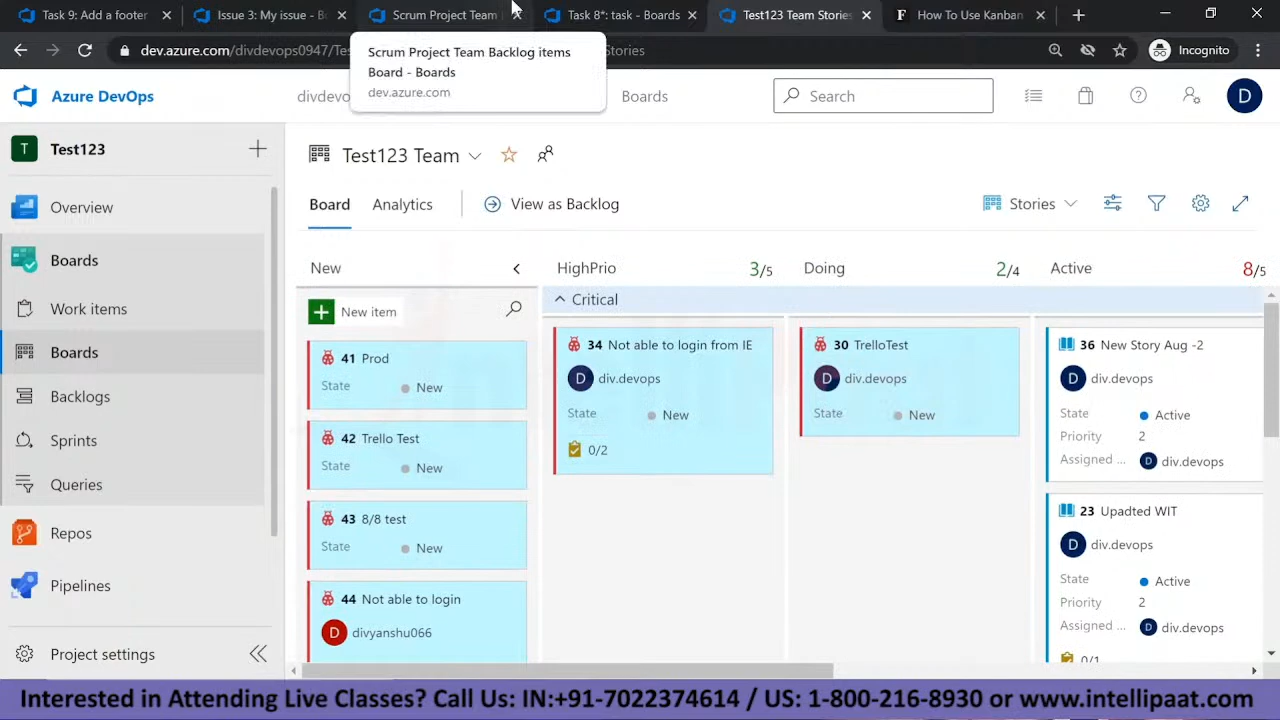 Task 9: Add a footer
Issue 3: My issue - B
Scrum Project Team
Task 8*: task - Boards
Test123 Team Stories
How To Use Kanban
dev.azure.com/divdevops0947/Te
tories
Incognito
Scrum Project Team Backlog items
Board - Boards
dev.azure.com
Azure DevOps
divdevo
Boards
Search
D
T
Test123
Overview
Boards
Work items
Boards
Backlogs
Sprints
Queries
Repos
Pipelines
Project settings
Test123 Team
Board
Analytics
View as Backlog
Stories
New
HighPrio
3/5
Doing
2/4
Active
8/5
New item
Critical
41 Prod
State
New
42 Trello Test
State
New
43 8/8 test
State
New
44 Not able to login
D
divyanshu066
34 Not able to login from IE
D
div.devops
State
New
0/2
30 TrelloTest
D
div.devops
State
New
36 New Story Aug -2
D
div.devops
State
Active
Priority
2
Assigned ...
D
div.devops
23 Upadted WIT
D
div.devops
State
Active
Priority
2
Assigned ...
D
div.devops
0/1
Interested in Attending Live Classes? Call Us: IN:+91-7022374614 / US: 1-800-216-8930 or www.intellipaat.com